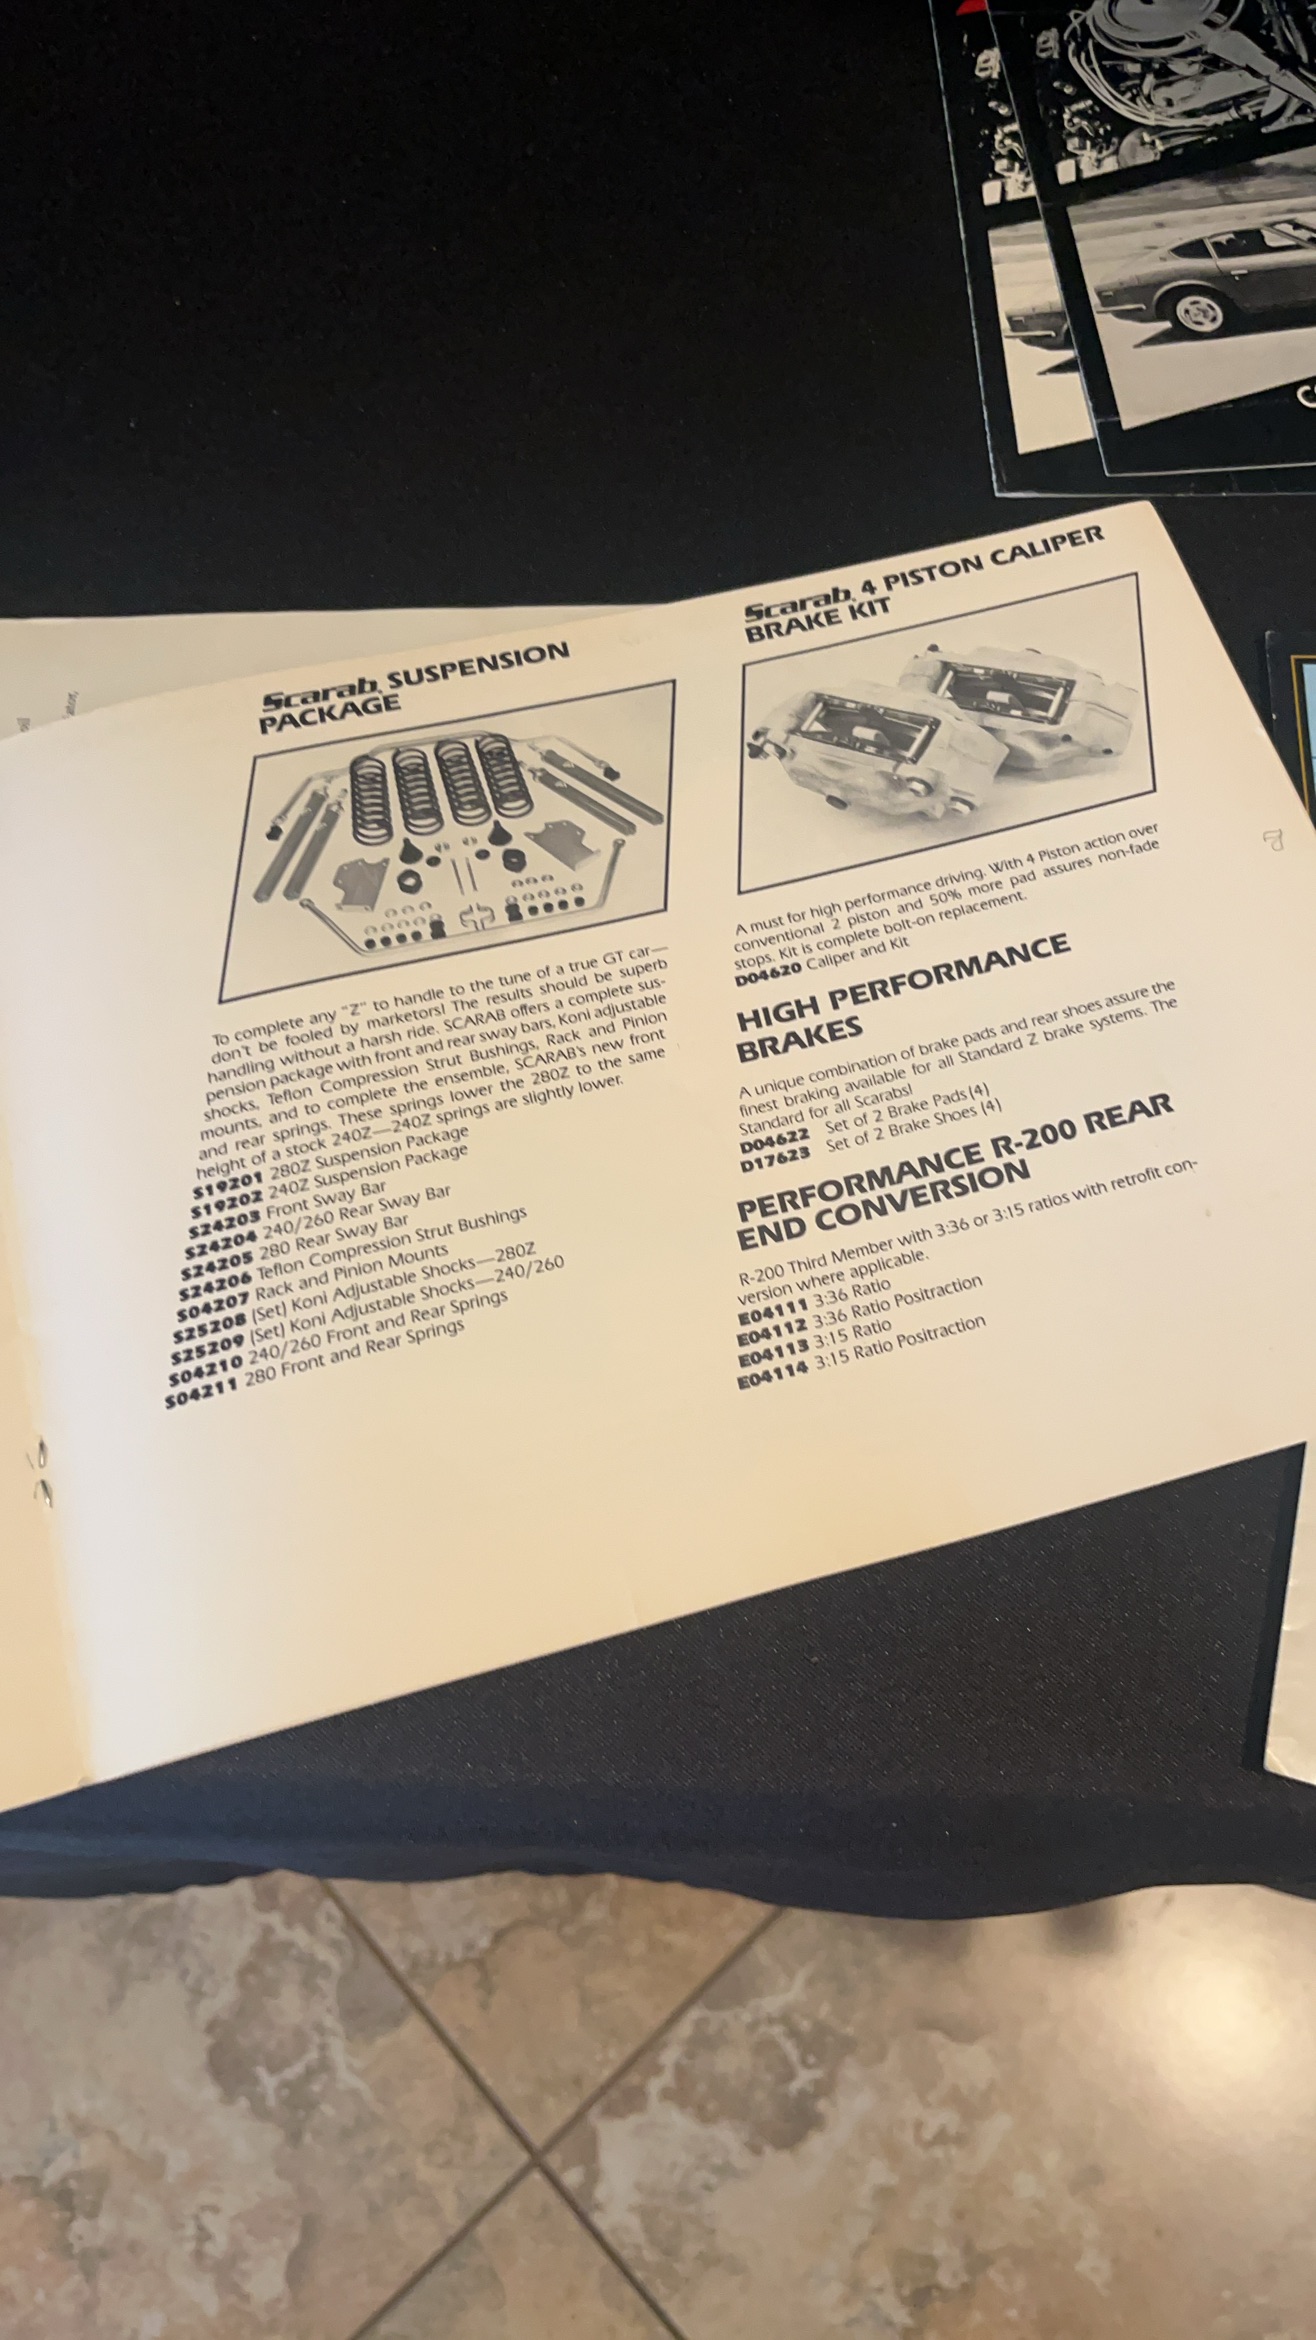 Scarab. SUSPENSION
PACKAGE
To complete any "Z" to handle to the tune of a true GT car—
don't be fooled by marketors! The results should be superb
handling without a harsh ride. SCARAB offers a complete sus-
pension package with front and rear sway bars, Koni adjustable
shocks, Teflon Compression Strut Bushings, Rack and Pinion
mounts, and to complete the ensemble, SCARAB's new front
and rear springs. These springs lower the 280Z to the same
height of a stock 240Z—240Z springs are slightly lower.
S19201 280Z Suspension Package
S19202 240Z Suspension Package
S24203 Front Sway Bar
S24204 240/260 Rear Sway Bar
S24205 280 Rear Sway Bar
S24206 Teflon Compression Strut Bushings
S04207 Rack and Pinion Mounts
S25208 (Set) Koni Adjustable Shocks—280Z
S25209 (Set) Koni Adjustable Shocks—240/260
S04210 240/260 Front and Rear Springs
S04211 280 Front and Rear Springs
Scarab. 4 PISTON CALIPER
BRAKE KIT
A must for high performance driving. With 4 Piston action over
conventional 2 piston and 50% more pad assures non-fade
stops. Kit is complete bolt-on replacement.
D04620 Caliper and Kit
HIGH PERFORMANCE
BRAKES
A unique combination of brake pads and rear shoes assure the
finest braking available for all Standard Z brake systems. The
Standard for all Scarabs!
D04622 Set of 2 Brake Pads (4)
D17623 Set of 2 Brake Shoes (4)
PERFORMANCE R-200 REAR
END CONVERSION
R-200 Third Member with 3:36 or 3:15 ratios with retrofit con-
version where applicable.
E04111 3:36 Ratio
E04112 3:36 Ratio Positraction
E04113 3:15 Ratio
E04114 3:15 Ratio Positraction